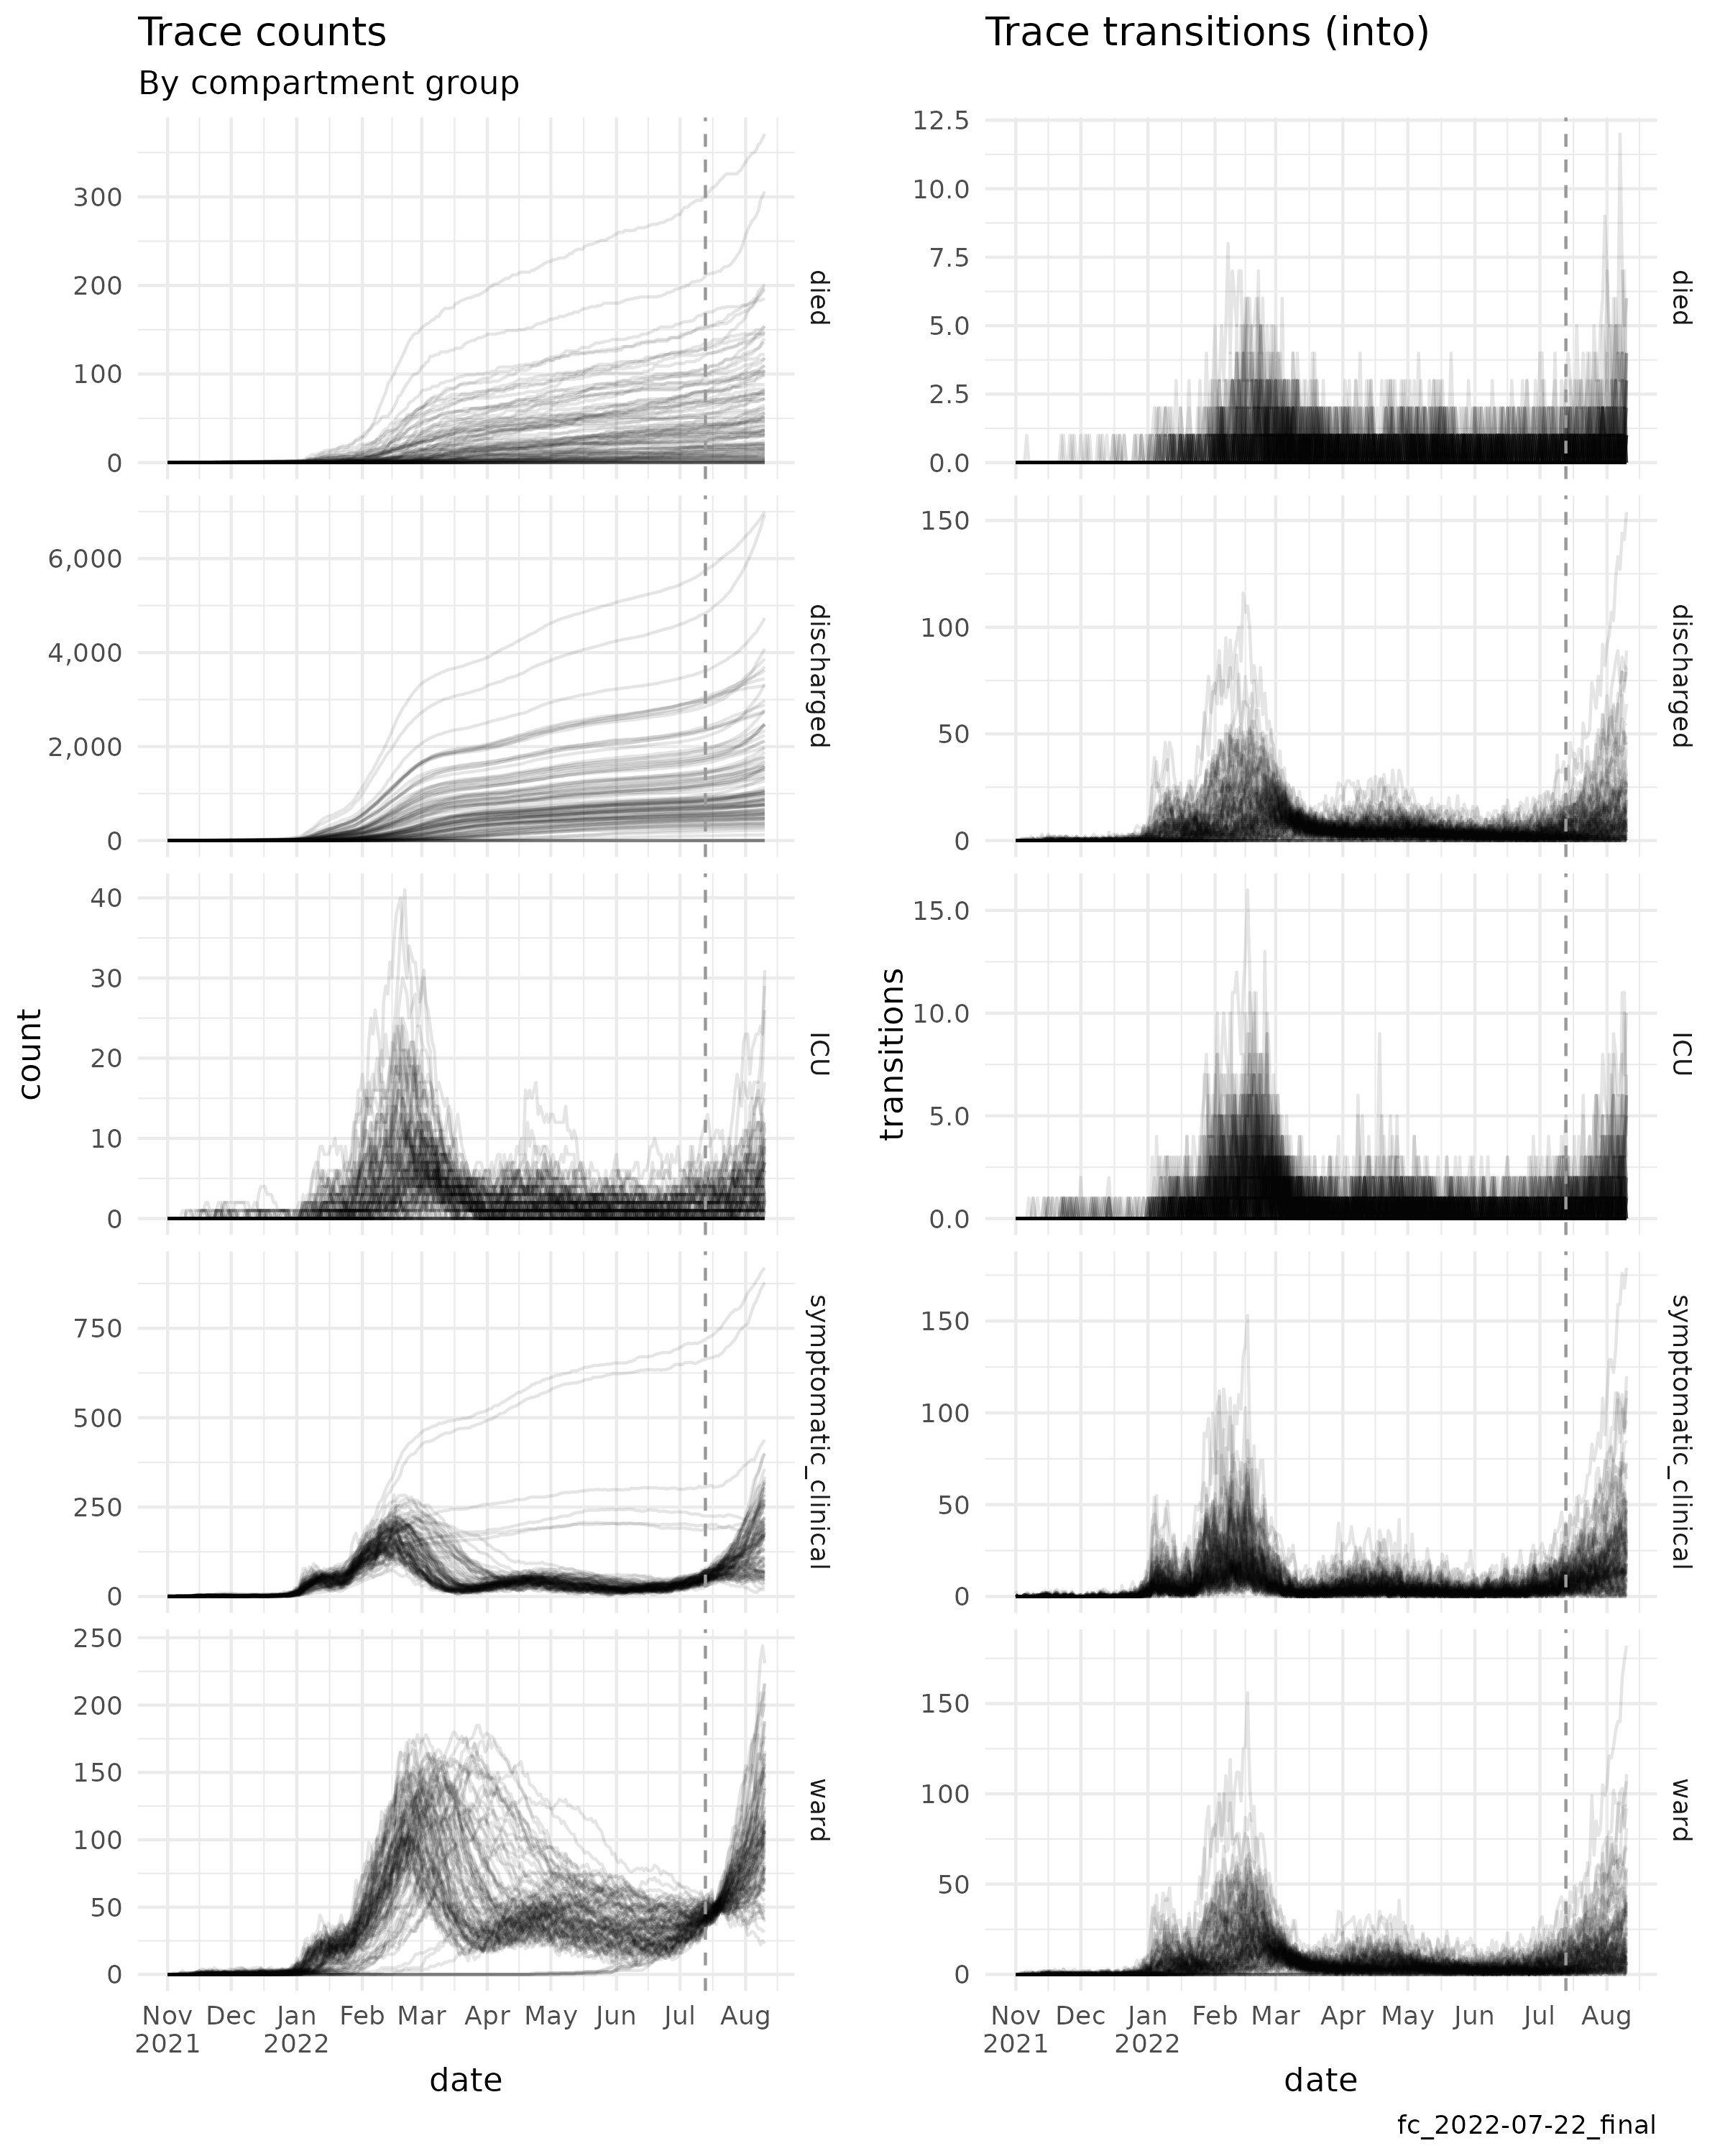 Trace counts
By compartment group
count
300
200
100
0
died
6,000
4,000
2,000
0
discharged
40
30
20
10
0
ICU
750
500
250
0
symptomatic_clinical
250
200
150
100
50
0
ward
Nov Dec Jan Feb Mar Apr May Jun Jul Aug
2021 2022
date
Trace transitions (into)
transitions
12.5
10.0
7.5
5.0
2.5
0.0
died
150
100
50
0
discharged
15.0
10.0
5.0
0.0
ICU
150
100
50
0
symptomatic_clinical
150
100
50
0
ward
Nov Dec Jan Feb Mar Apr May Jun Jul Aug
2021 2022
date
fc_2022-07-22_final